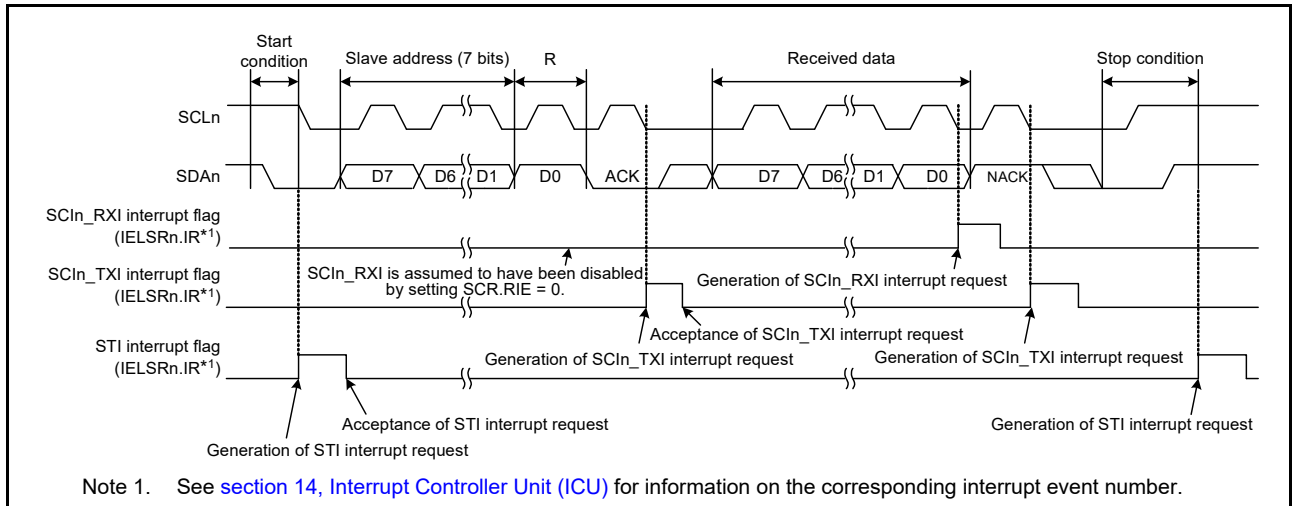 Start
condition
Slave address (7 bits)
R
Received data
Stop condition
SCLn
SDAn
D7
D6
D1
D0
ACK
D7
D6
D1
D0
NACK
SCIn_RXI interrupt flag
(IELSRn.IR*1)
SCIn_RXI is assumed to have been disabled
by setting SCR.RIE = 0.
Generation of SCIn_RXI interrupt request
SCIn_TXI interrupt flag
(IELSRn.IR*1)
Acceptance of SCIn_TXI interrupt request
Generation of SCIn_TXI interrupt request
Generation of SCIn_TXI interrupt request
STI interrupt flag
(IELSRn.IR*1)
Acceptance of STI interrupt request
Generation of STI interrupt request
Generation of STI interrupt request
Note 1. See section 14, Interrupt Controller Unit (ICU) for information on the corresponding interrupt event number.